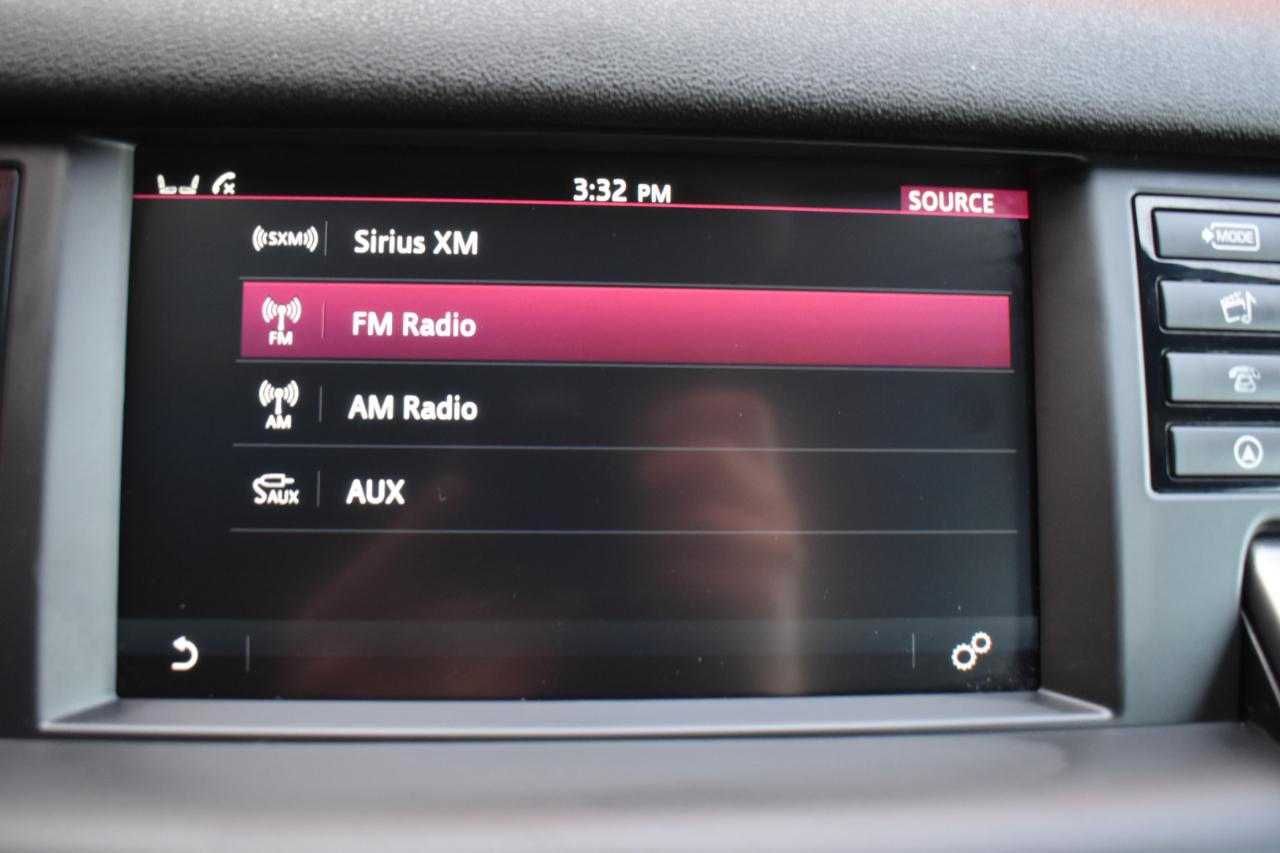 3:32 PM
SOURCE
SXM
Sirius XM
FM
FM Radio
AM
AM Radio
AUX
AUX
MODE